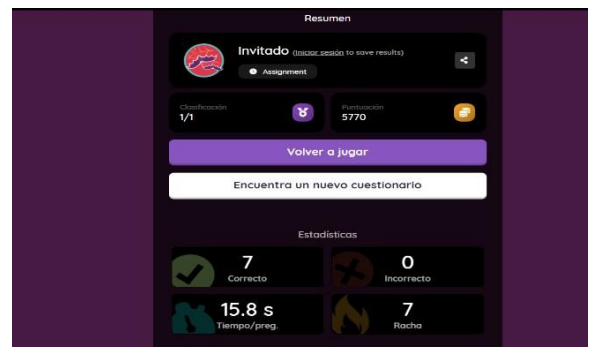 Resumen
Invitado (Iniciar sesión to save results)
Assignment
Clasificación
1/1
Puntuación
5770
Volver a jugar
Encuentra un nuevo cuestionario
Estadísticas
7
Correcto
0
Incorrecto
15.8 s
Tiempo/preg.
7
Racha